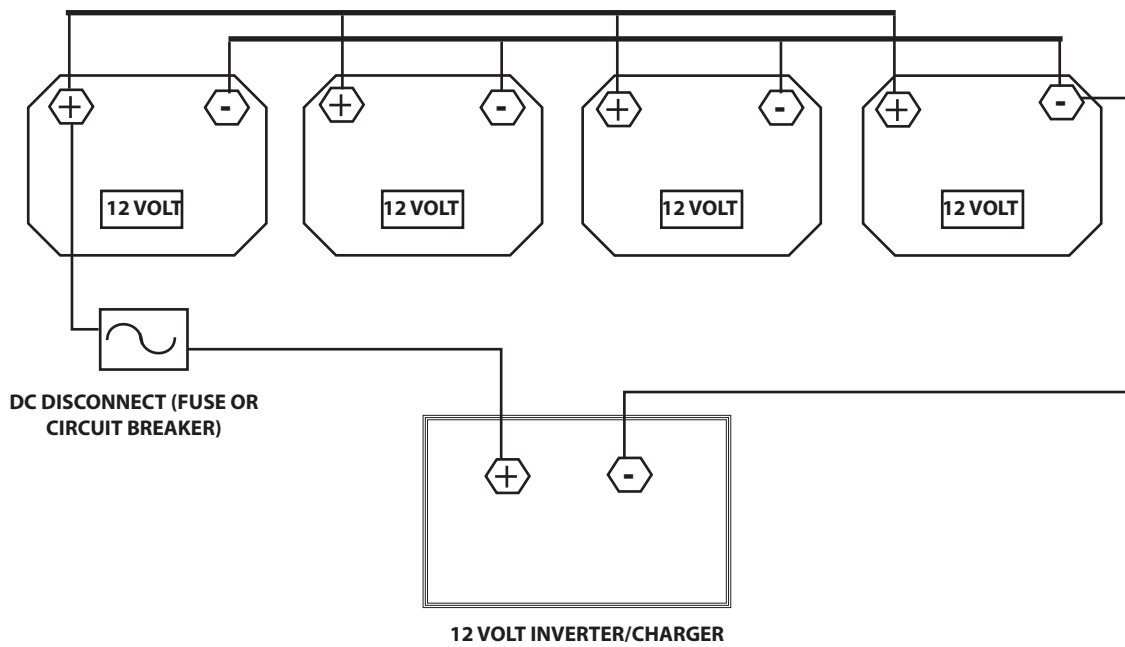 + - + - + - + -
12 VOLT 12 VOLT 12 VOLT 12 VOLT
DC DISCONNECT (FUSE OR
CIRCUIT BREAKER)
+ -
12 VOLT INVERTER/CHARGER